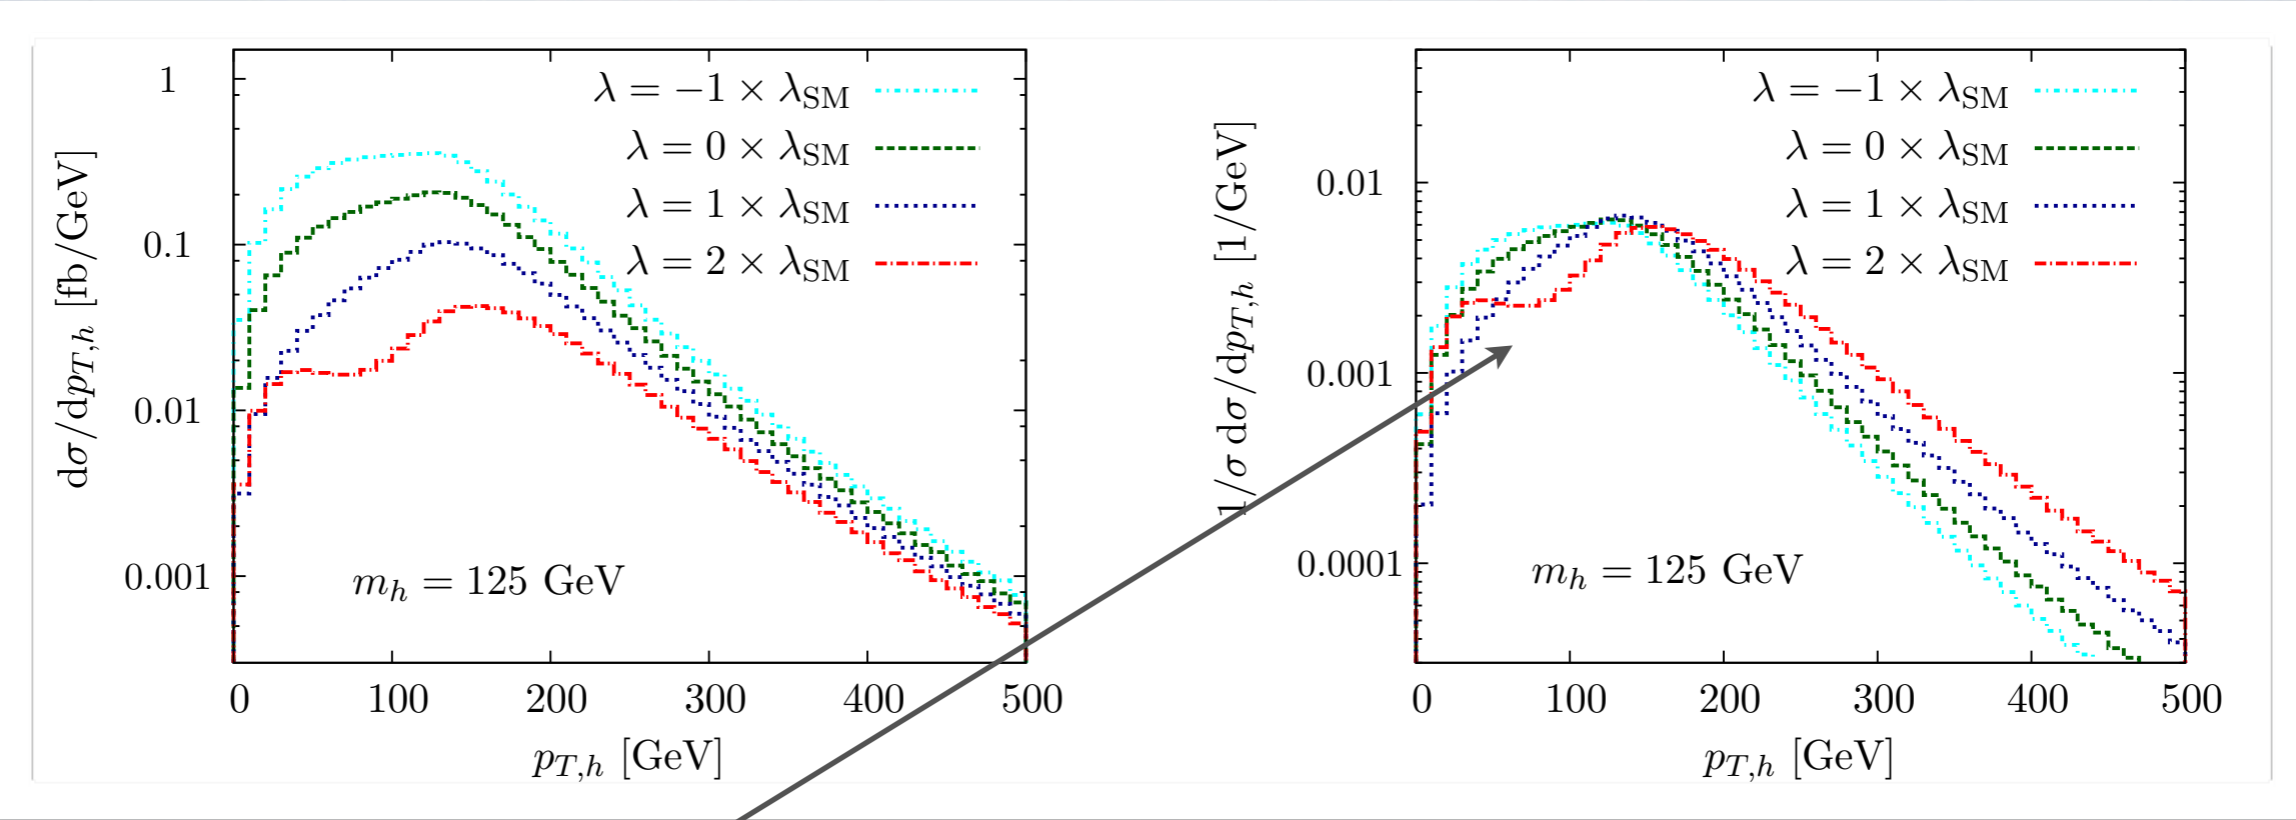 dσ/dp_{T,h} [fb/GeV]
1
0.1
0.01
0.001
λ = −1 × λ_SM
λ = 0 × λ_SM
λ = 1 × λ_SM
λ = 2 × λ_SM
m_h = 125 GeV
0 100 200 300 400 500
p_{T,h} [GeV]
1/σ dσ/dp_{T,h} [1/GeV]
0.01
0.001
0.0001
λ = −1 × λ_SM
λ = 0 × λ_SM
λ = 1 × λ_SM
λ = 2 × λ_SM
m_h = 125 GeV
0 100 200 300 400 500
p_{T,h} [GeV]